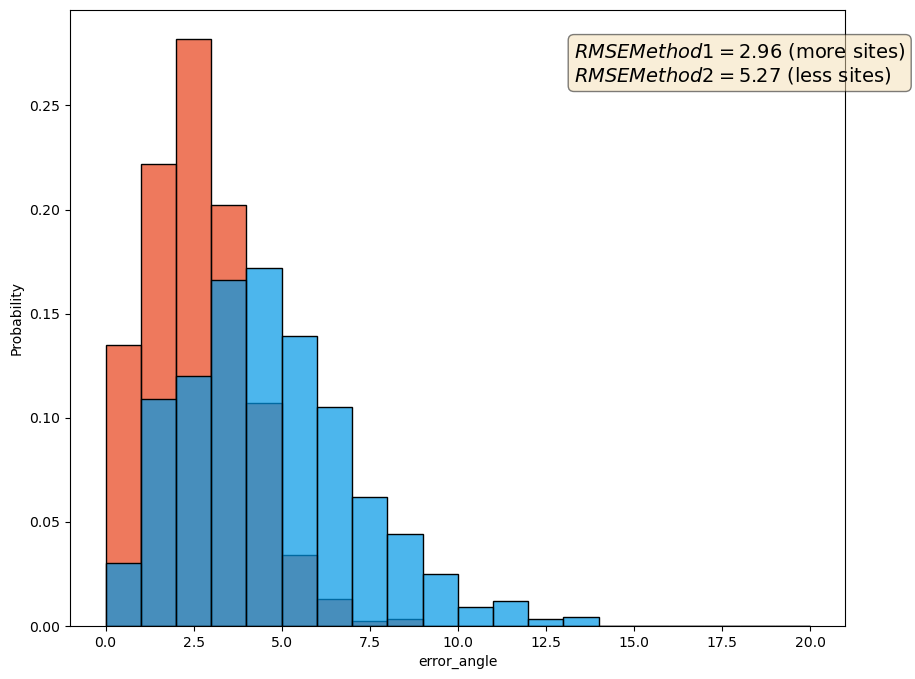 RMSEMethod1 = 2.96 (more sites)
RMSEMethod2 = 5.27 (less sites)
0.25
0.20
0.15
0.10
0.05
0.00
Probability
0.0 2.5 5.0 7.5 10.0 12.5 15.0 17.5 20.0
error_angle